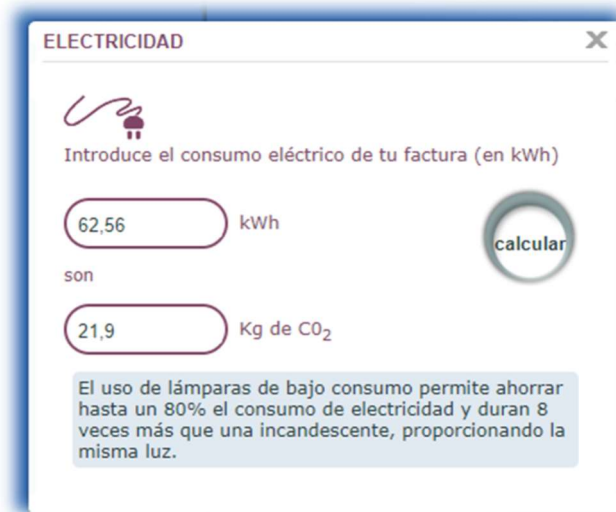 ELECTRICIDAD X
Introduce el consumo eléctrico de tu factura (en kWh)
62,56 kWh
calcular
son
21,9 Kg de C0₂
El uso de lámparas de bajo consumo permite ahorrar
hasta un 80% el consumo de electricidad y duran 8
veces más que una incandescente, proporcionando la
misma luz.